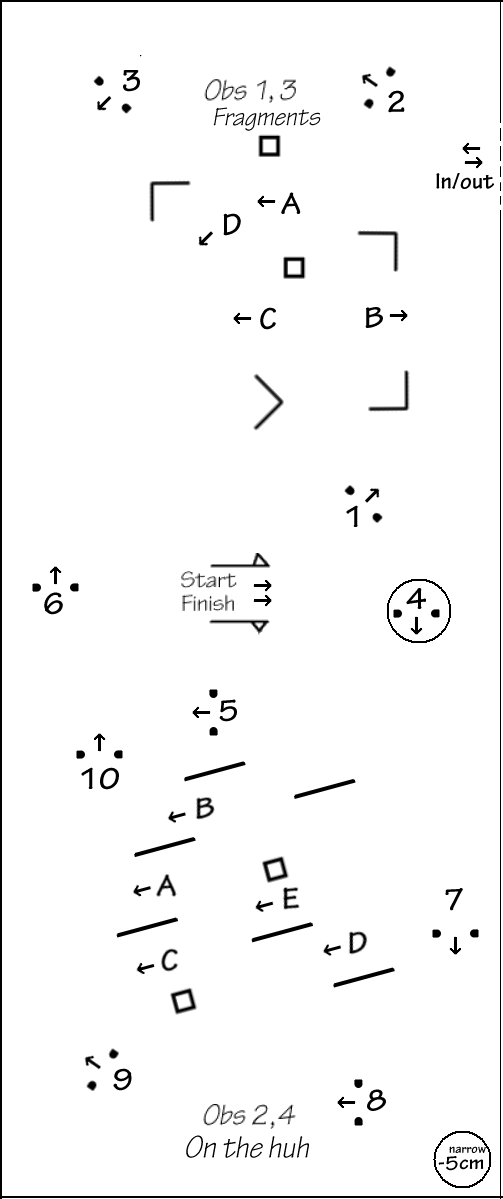 3
Obs 1,3
2
Fragments
In/out
A
D
C
B
1
Start
Finish
6
4
5
10
B
A
E
7
D
C
9
8
Obs 2,4
On the huh
narrow
-5cm